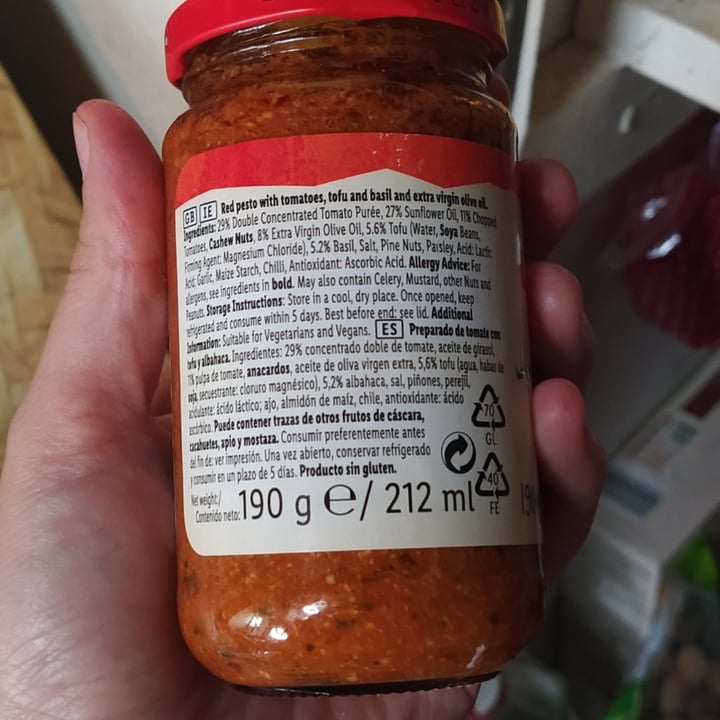 GB IE Red pesto with tomatoes, tofu and basil and extra virgin olive oil.
Ingredients: 29% Double Concentrated Tomato Purée, 27% Sunflower Oil, 11% Chopped
Tomatoes, Cashew Nuts, 8% Extra Virgin Olive Oil, 5.6% Tofu (Water, Soya Beans,
Firming Agent: Magnesium Chloride), 5.2% Basil, Salt, Pine Nuts, Parsley, Acid: Lactic
Acid; Garlic, Maize Starch, Chilli, Antioxidant: Ascorbic Acid. Allergy Advice: For
allergens, see ingredients in bold. May also contain Celery, Mustard, other Nuts and
Peanuts. Storage Instructions: Store in a cool, dry place. Once opened, keep
refrigerated and consume within 5 days. Best before end: see lid. Additional
Information: Suitable for Vegetarians and Vegans. ES Preparado de tomate con
tofu y albahaca. Ingredientes: 29% concentrado doble de tomate, aceite de girasol,
11% pulpa de tomate, anacardos, aceite de oliva virgen extra, 5,6% tofu (agua, habas de
soja, secuestrante: cloruro magnésico), 5,2% albahaca, sal, piñones, perejil,
acidulante: ácido láctico; ajo, almidón de maíz, chile, antioxidante: ácido
ascórbico. Puede contener trazas de otros frutos de cáscara,
cacahuetes, apio y mostaza. Consumir preferentemente antes
del fin de: ver impresión. Una vez abierto, conservar refrigerado
y consumir en un plazo de 5 días. Producto sin gluten.
70
GL
40
FE
Net weight:/
Contenido neto: 190 g e/ 212 ml
190